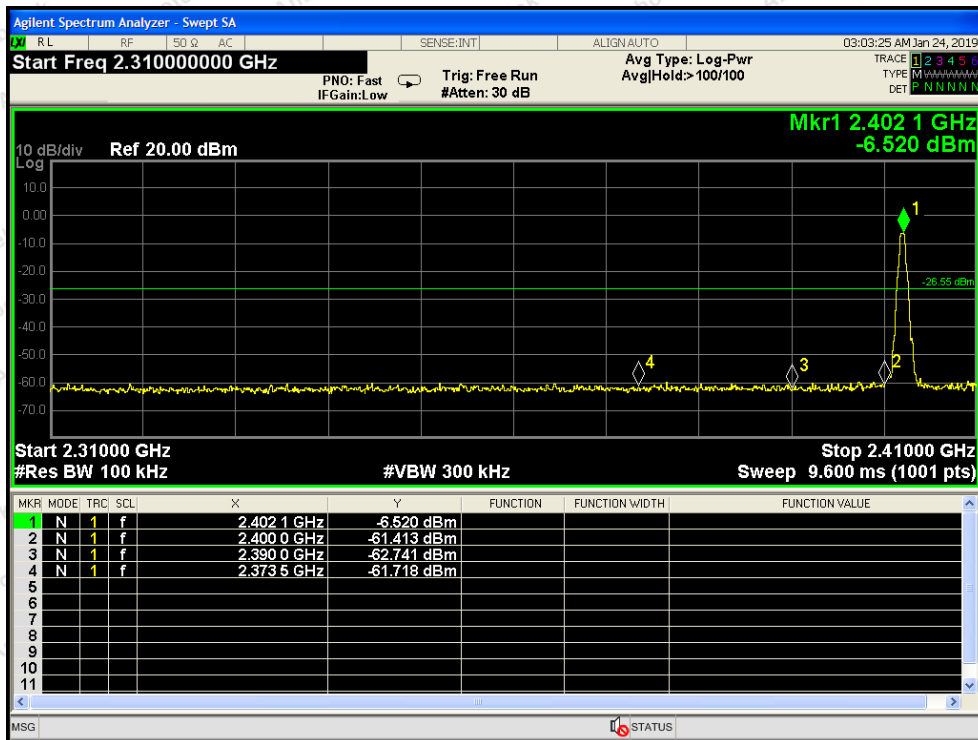 Agilent Spectrum Analyzer - Swept SA
LXI RL RF 50 Ω AC SENSE:INT ALIGN AUTO 03:03:25 AM Jan 24, 2019
Start Freq 2.310000000 GHz
PNO: Fast
IFGain:Low
Trig: Free Run
#Atten: 30 dB
Avg Type: Log-Pwr
Avg|Hold:> 100/100
TRACE 1 2 3 4 5 6
TYPE M W W W W W
DET P N N N N N
Mkr1 2.402 1 GHz
-6.520 dBm
10 dB/div Ref 20.00 dBm
Log
10.0
0.00
-10.0
-20.0
-30.0
-40.0
-50.0
-60.0
-70.0
1
-26.55 dBm
4
3
2
Start 2.31000 GHz Stop 2.41000 GHz
#Res BW 100 kHz #VBW 300 kHz Sweep 9.600 ms (1001 pts)
MKR MODE TRC SCL X Y FUNCTION FUNCTION WIDTH FUNCTION VALUE
1 N 1 f 2.402 1 GHz -6.520 dBm
2 N 1 f 2.400 0 GHz -61.413 dBm
3 N 1 f 2.390 0 GHz -62.741 dBm
4 N 1 f 2.373 5 GHz -61.718 dBm
5
6
7
8
9
10
11
MSG STATUS